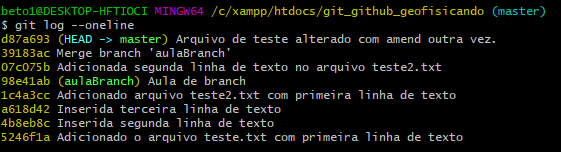 beto1@DESKTOP-HFTIOCI MINGW64 /c/xampp/htdocs/git_github_geofisicando (master)
$ git log --oneline
d87a693 (HEAD -> master) Arquivo de teste alterado com amend outra vez.
39183ac Merge branch 'aulaBranch'
07c075b Adicionada segunda linha de texto no arquivo teste2.txt
98e41ab (aulaBranch) Aula de branch
1c4a3cc Adicionado arquivo teste2.txt com primeira linha de texto
a618d42 Inserida terceira linha de texto
4b8eb8c Inserida segunda linha de texto
5246f1a Adicionado o arquivo teste.txt com primeira linha de texto